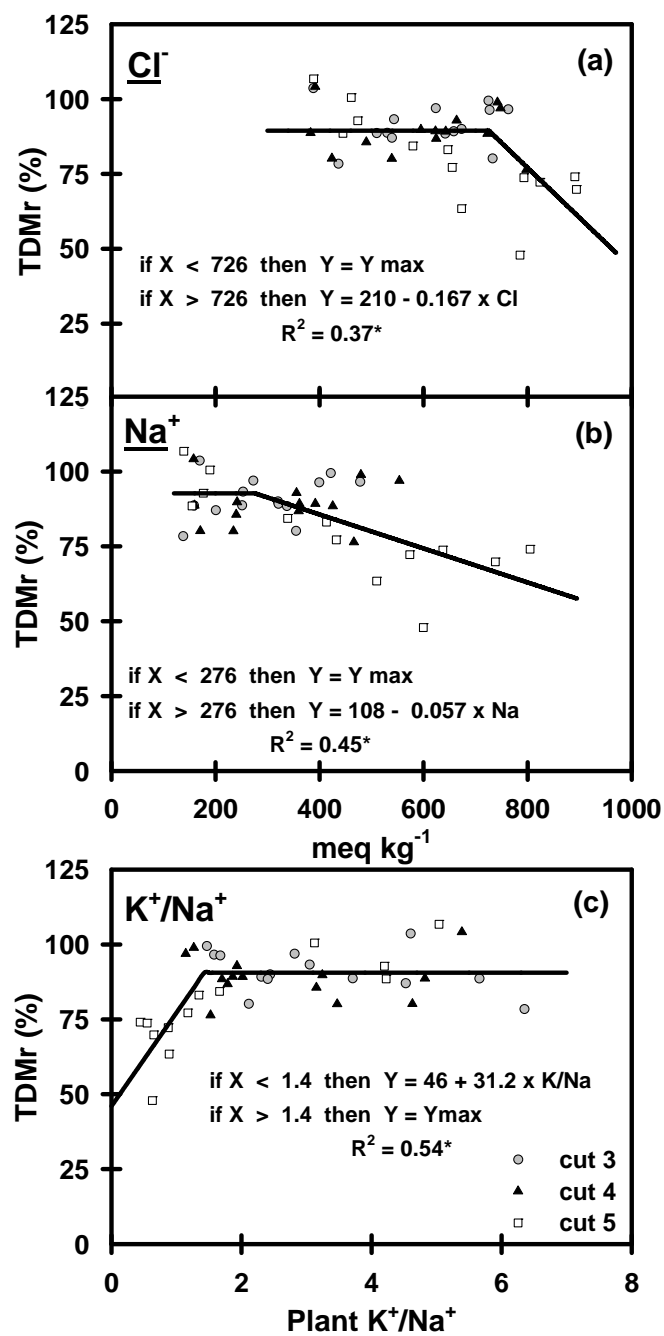 125
Cl⁻
(a)
100
75
TDMr (%)
50
if X < 726 then Y = Y max
if X > 726 then Y = 210 - 0.167 x Cl
25
R² = 0.37*
125
Na⁺
(b)
100
75
TDMr (%)
50
if X < 276 then Y = Y max
25
if X > 276 then Y = 108 - 0.057 x Na
R² = 0.45*
0
0 200 400 600 800 1000
meq kg⁻¹
125
K⁺/Na⁺
(c)
100
75
TDMr (%)
if X < 1.4 then Y = 46 + 31.2 x K/Na
50
if X > 1.4 then Y = Ymax
R² = 0.54*
25
cut 3
cut 4
cut 5
0
0 2 4 6 8
Plant K⁺/Na⁺